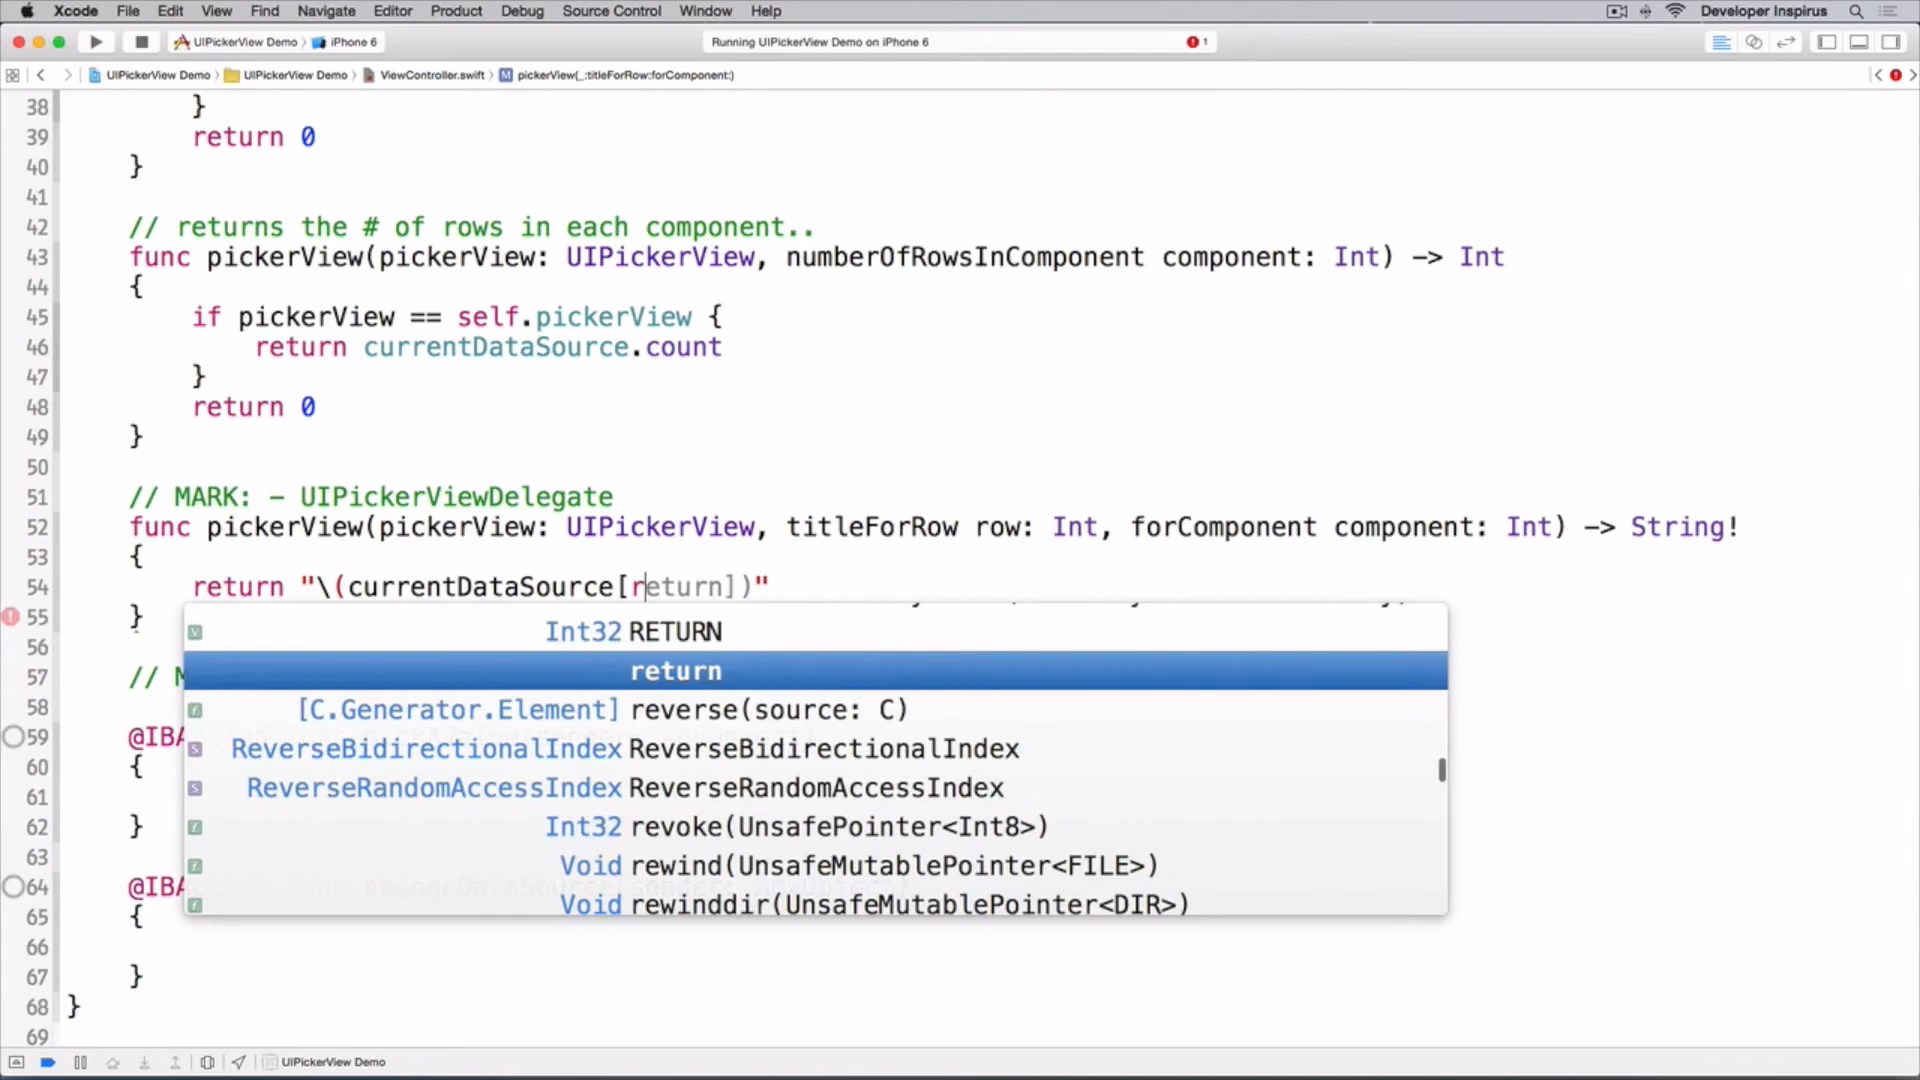 Xcode File Edit View Find Navigate Editor Product Debug Source Control Window Help Developer Inspirus
UIPickerView Demo iPhone 6 Running UIPickerView Demo on iPhone 6 1
UIPickerView Demo UIPickerView Demo ViewController.swift M pickerView(_:titleForRow:forComponent:)
38 }
39 return 0
40 }
41
42 // returns the # of rows in each component..
43 func pickerView(pickerView: UIPickerView, numberOfRowsInComponent component: Int) -> Int
44 {
45 if pickerView == self.pickerView {
46 return currentDataSource.count
47 }
48 return 0
49 }
50
51 // MARK: - UIPickerViewDelegate
52 func pickerView(pickerView: UIPickerView, titleForRow row: Int, forComponent component: Int) -> String!
53 {
54 return "\(currentDataSource[return])"
55 }
56
57 // M
58
59 @IBA
60 {
61
62 }
63
64 @IBA
65 {
66
67 }
68 }
69
V Int32 RETURN
return
f [C.Generator.Element] reverse(source: C)
S ReverseBidirectionalIndex ReverseBidirectionalIndex
S ReverseRandomAccessIndex ReverseRandomAccessIndex
f Int32 revoke(UnsafePointer<Int8>)
f Void rewind(UnsafeMutablePointer<FILE>)
f Void rewinddir(UnsafeMutablePointer<DIR>)
UIPickerView Demo